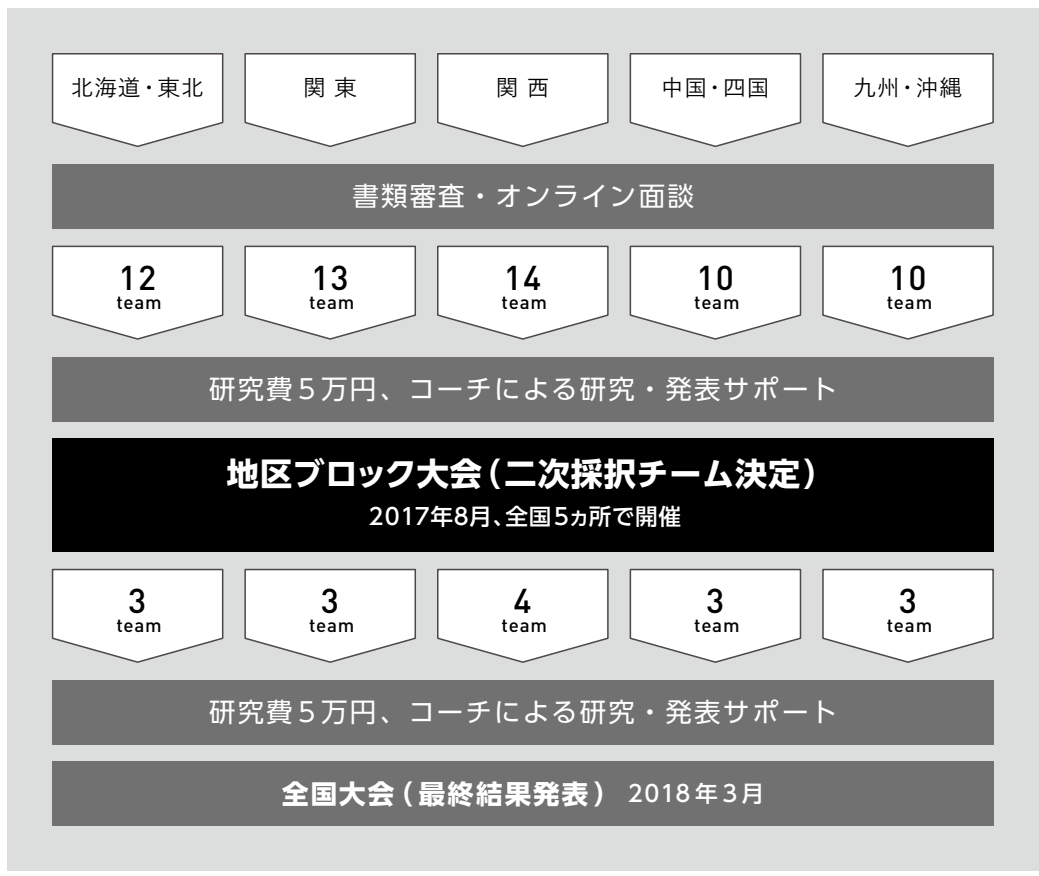 北海道・東北
関東
関西
中国・四国
九州・沖縄
書類審査・オンライン面談
12
team
13
team
14
team
10
team
10
team
研究費５万円、コーチによる研究・発表サポート
地区ブロック大会（二次採択チーム決定）
2017年8月、全国5ヵ所で開催
3
team
3
team
4
team
3
team
3
team
研究費５万円、コーチによる研究・発表サポート
全国大会（最終結果発表） 2018年3月